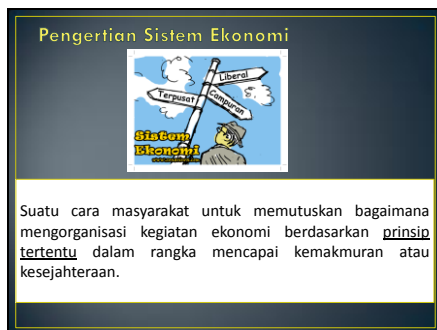 Pengertian Sistem Ekonomi
Liberal
Terpusat
Campuran
Sistem
Ekonomi
Suatu cara masyarakat untuk memutuskan bagaimana
mengorganisasi kegiatan ekonomi berdasarkan prinsip
tertentu dalam rangka mencapai kemakmuran atau
kesejahteraan.